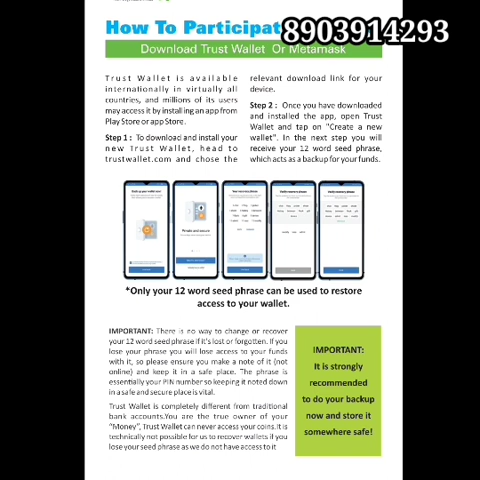 How To Participat
8903914293
Download Trust Wallet Or Metamask
Trust Wallet is available
internationally in virtually all
countries, and millions of its users
may access it by installing an app from
Play Store or app Store.
Step 1 : To download and install your
new Trust Wallet, head to
trustwallet.com and chose the
relevant download link for your
device.
Step 2 : Once you have downloaded
and installed the app, open Trust
Wallet and tap on "Create a new
wallet". In the next step you will
receive your 12 word seed phrase,
which acts as a backup for your funds.
Private and secure
*Only your 12 word seed phrase can be used to restore
access to your wallet.
IMPORTANT: There is no way to change or recover
your 12 word seed phrase if it's lost or forgotten. If you
lose your phrase you will lose access to your funds
with it, so please ensure you make a note of it (not
online) and keep it in a safe place. The phrase is
essentially your PIN number so keeping it noted down
in a safe and secure place is vital.
Trust Wallet is completely different from traditional
bank accounts.You are the true owner of your
"Money", Trust Wallet can never access your coins.It is
technically not possible for us to recover wallets if you
lose your seed phrase as we do not have access to it
IMPORTANT:
It is strongly
recommended
to do your backup
now and store it
somewhere safe!